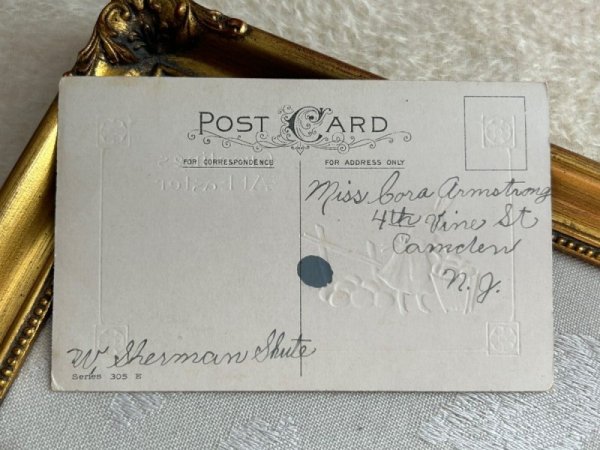 POST CARD
FOR CORRESPONDENCE
FOR ADDRESS ONLY
Miss Cora Armstrong
4th Vine St
Camden
N.J.
W. Sherman Shute
Series 305 E